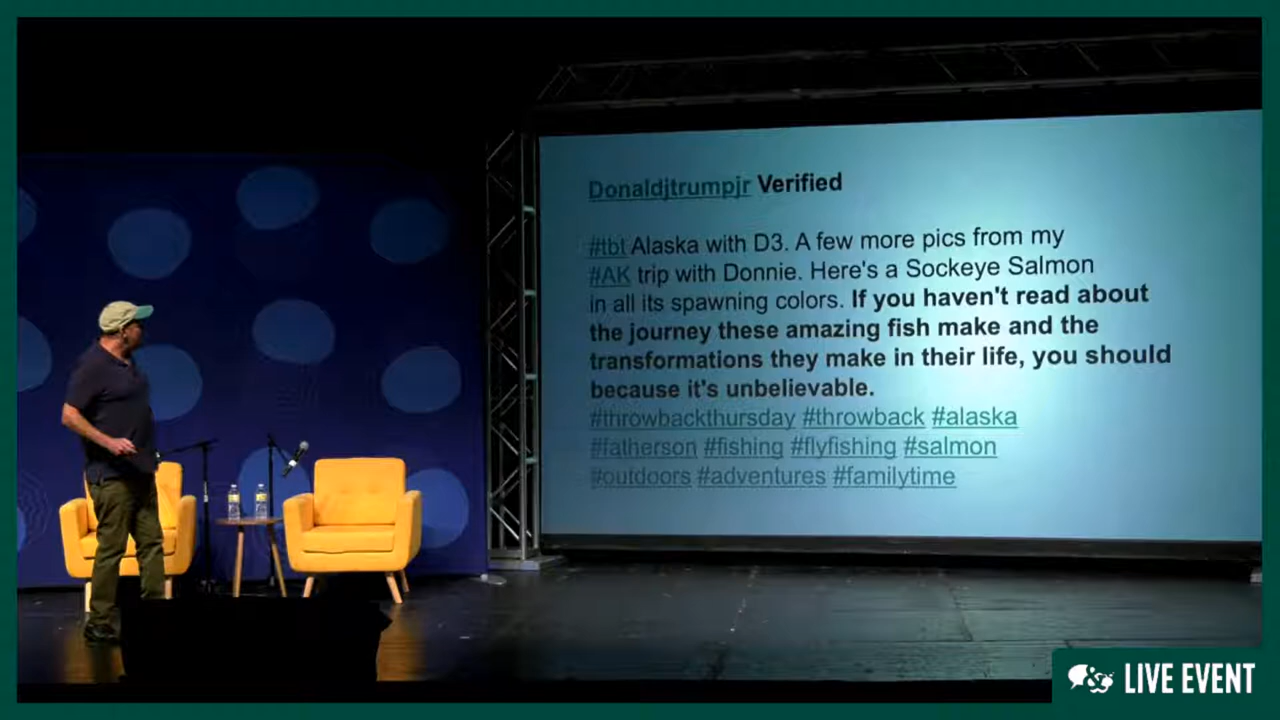 Donaldjtrumpjr Verified
#tbt Alaska with D3. A few more pics from my
#AK trip with Donnie. Here's a Sockeye Salmon
in all its spawning colors. If you haven't read about
the journey these amazing fish make and the
transformations they make in their life, you should
because it's unbelievable.
#throwbackthursday #throwback #alaska
#fatherson #fishing #flyfishing #salmon
#outdoors #adventures #familytime
& LIVE EVENT